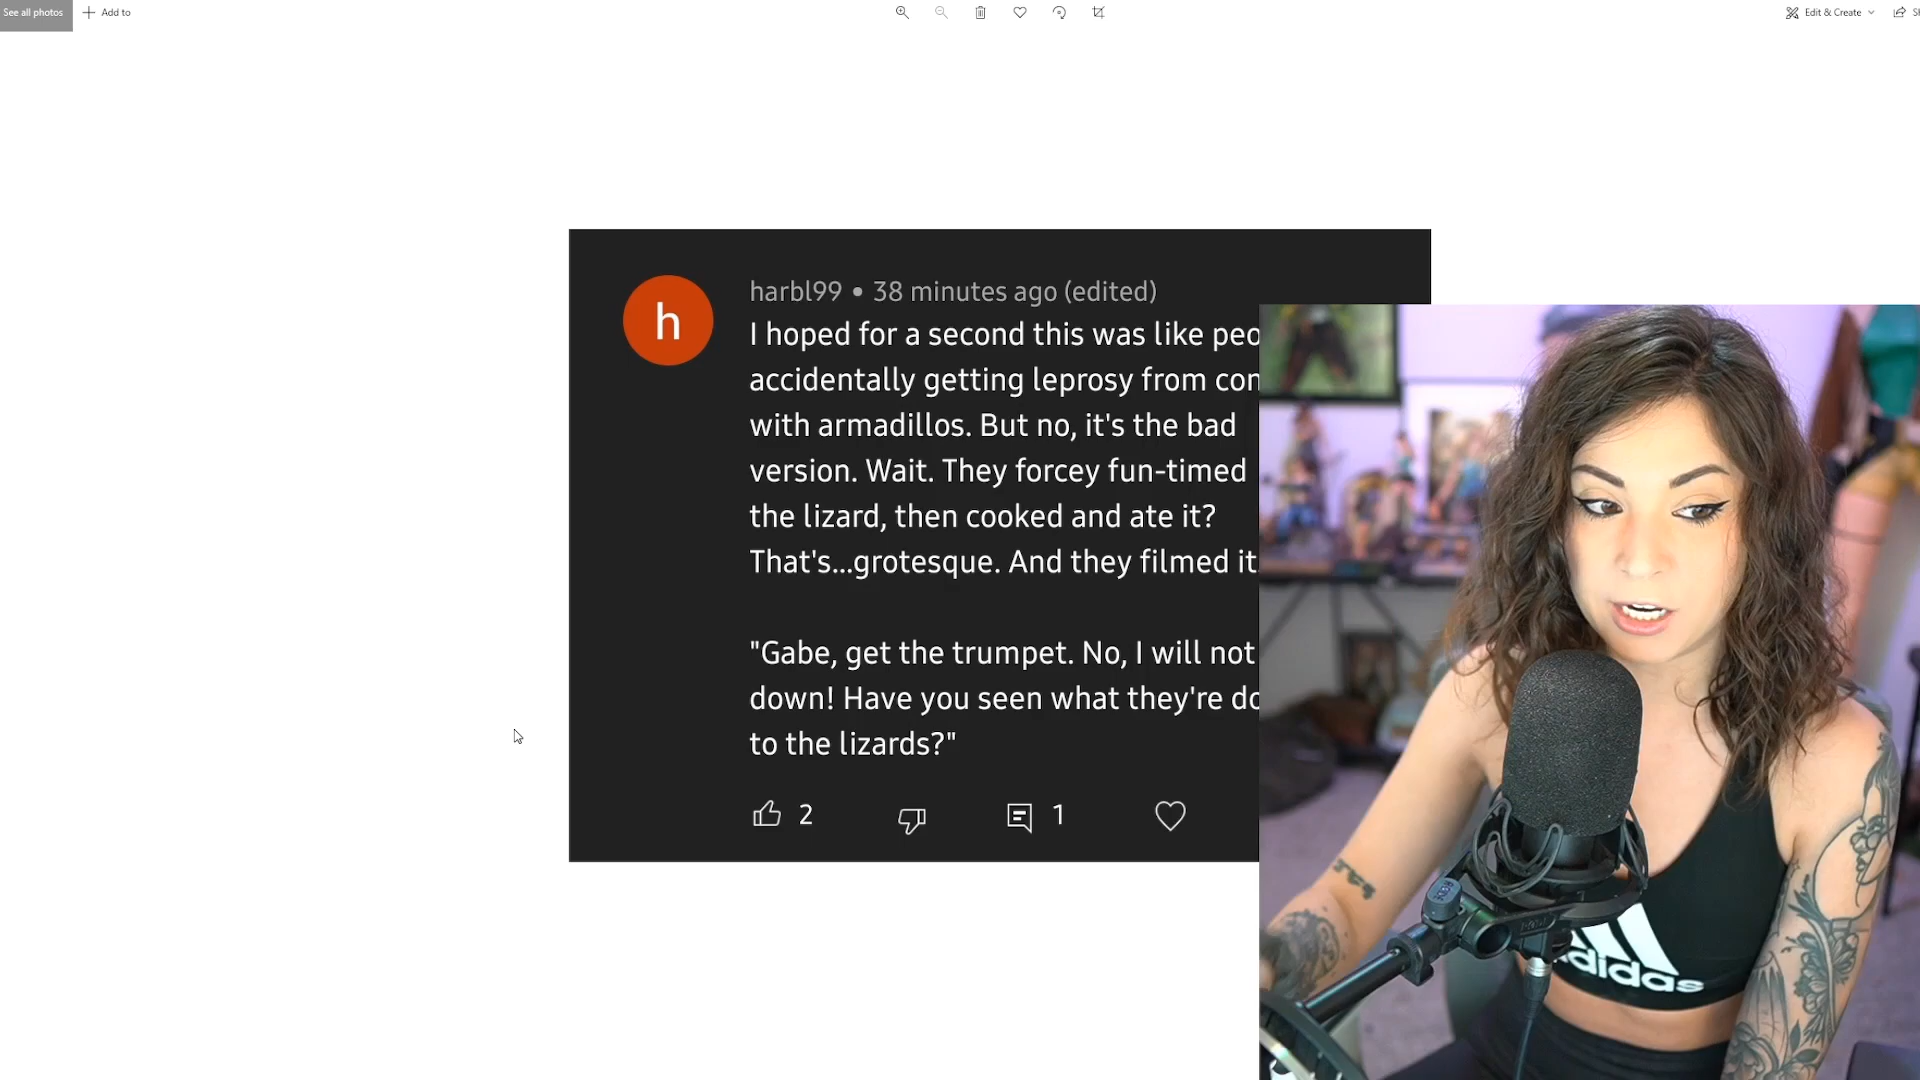 See all photos
Add to
Edit & Create
h
harbl99 • 38 minutes ago (edited)
I hoped for a second this was like
accidentally getting leprosy from
with armadillos. But no, it's the bad
version. Wait. They forcey fun-timed
the lizard, then cooked and ate it?
That's...grotesque. And they filmed it
"Gabe, get the trumpet. No, I will not
down! Have you seen what they're
to the lizards?"
2
1
adidas